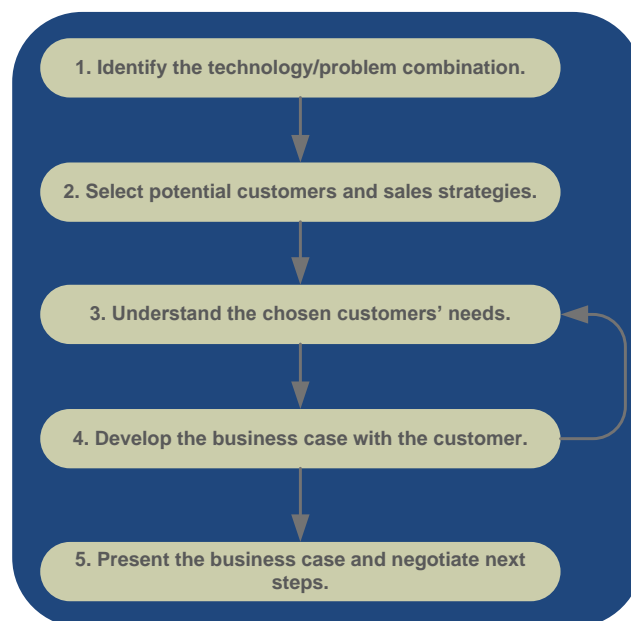 1. Identify the technology/problem combination.
2. Select potential customers and sales strategies.
3. Understand the chosen customers’ needs.
4. Develop the business case with the customer.
5. Present the business case and negotiate next
steps.